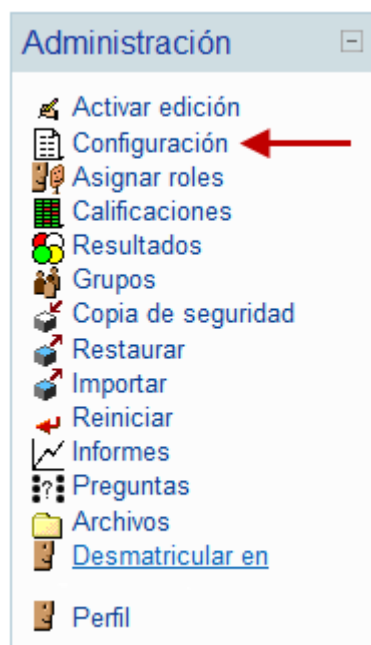 Administración
Activar edición
Configuración
Asignar roles
Calificaciones
Resultados
Grupos
Copia de seguridad
Restaurar
Importar
Reiniciar
Informes
Preguntas
Archivos
Desmatricular en
Perfil